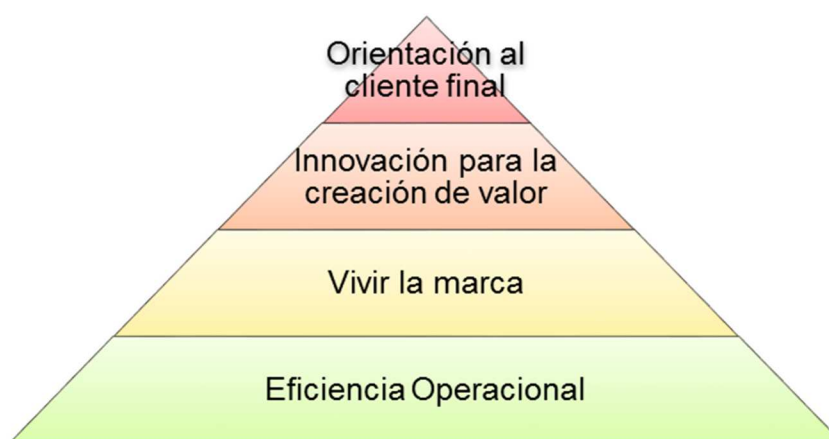 Orientación al
cliente final
Innovación para la
creación de valor
Vivir la marca
Eficiencia Operacional